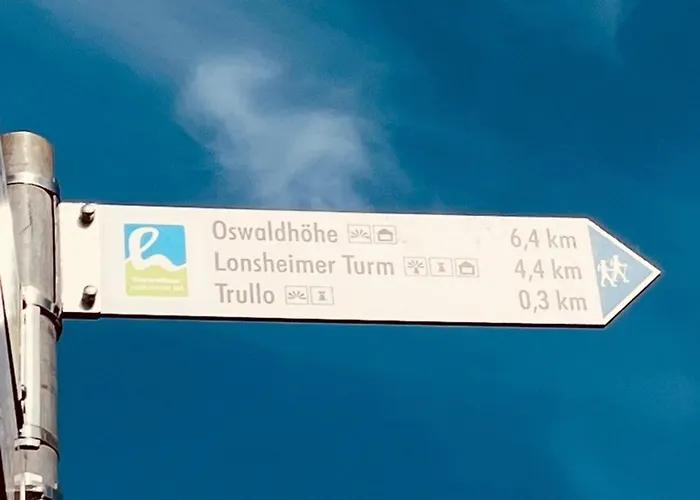 Oswaldhöhe 6,4 km
Lonsheimer Turm 4,4 km
Trullo 0,3 km